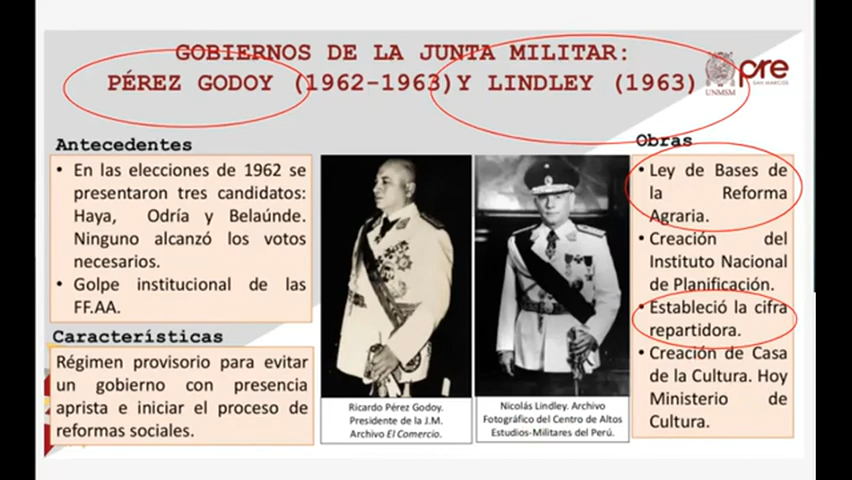 GOBIERNOS DE LA JUNTA MILITAR:
PÉREZ GODOY (1962-1963)Y LINDLEY (1963)
UNMSM
pre
SAN MARCOS
Antecedentes
• En las elecciones de 1962 se
presentaron tres candidatos:
Haya, Odría y Belaúnde.
Ninguno alcanzó los votos
necesarios.
• Golpe institucional de las
FF.AA.
Características
Régimen provisorio para evitar
un gobierno con presencia
aprista e iniciar el proceso de
reformas sociales.
Ricardo Pérez Godoy.
Presidente de la J.M.
Archivo El Comercio.
Nicolás Lindley. Archivo
Fotográfico del Centro de Altos
Estudios-Militares del Perú.
Obras
• Ley de Bases de
la Reforma
Agraria.
• Creación del
Instituto Nacional
de Planificación.
• Estableció la cifra
repartidora.
• Creación de Casa
de la Cultura. Hoy
Ministerio de
Cultura.